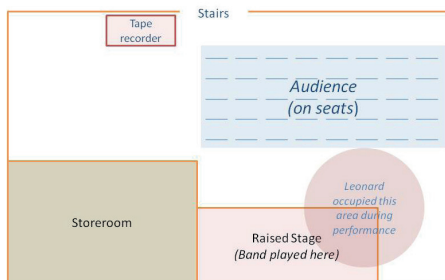 Stairs
Tape
recorder
Audience
(on seats)
Leonard
occupied this
area during
performance
Storeroom
Raised Stage
(Band played here)